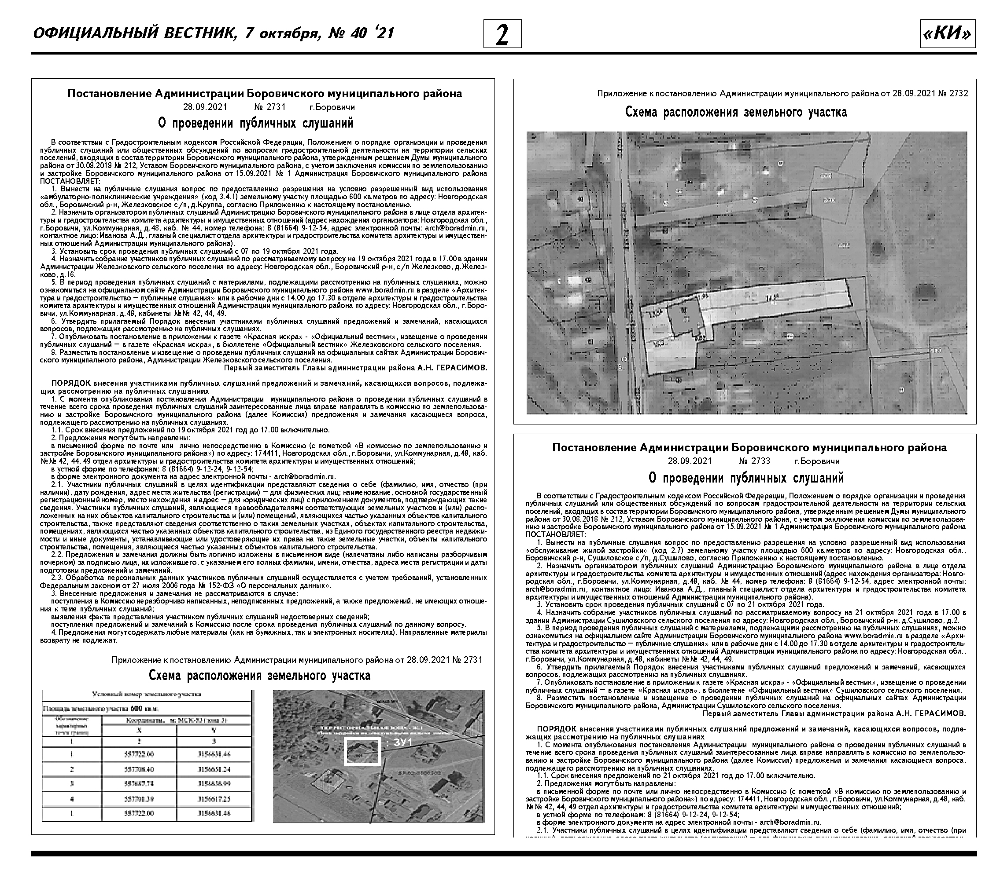 ОФИЦИАЛЬНЫЙ ВЕСТНИК, 7 октября, № 40 ‘21
2
«КИ»
Постановление Администрации Боровичского муниципального района
28.09.2021 № 2731 г.Боровичи
О проведении публичных слушаний
В соответствии с Градостроительным кодексом Российской Федерации, Положением о порядке организации и проведения
публичных слушаний или общественных обсуждений по вопросам градостроительной деятельности на территории сельских
поселений, входящих в состав территории Боровичского муниципального района, утвержденным решением Думы муниципального
района от 30.08.2018 № 212, Уставом Боровичского муниципального района, с учетом заключения комиссии по землепользованию
и застройке Боровичского муниципального района от 15.09.2021 № 1 Администрация Боровичского муниципального района
ПОСТАНОВЛЯЕТ:
1. Вынести на публичные слушания вопрос по предоставлению разрешения на условно разрешенный вид использования
«амбулаторно-поликлинические учреждения» (код 3.4.1) земельному участку площадью 600 кв.метров по адресу: Новгородская
обл., Боровичский р-н, Железковское с/п, д.Круппа, согласно Приложению к настоящему постановлению.
2. Назначить организатором публичных слушаний Администрацию Боровичского муниципального района в лице отдела архитек-
туры и градостроительства комитета архитектуры и имущественных отношений (адрес нахождения организатора: Новгородская обл.,
г.Боровичи, ул.Коммунарная, д.48, каб. № 44, номер телефона: 8 (81664) 9-12-54, адрес электронной почты: arch@boradmin.ru,
контактное лицо: Иванова А.Д., главный специалист отдела архитектуры и градостроительства комитета архитектуры и имуществен-
ных отношений Администрации муниципального района).
3. Установить срок проведения публичных слушаний с 07 по 19 октября 2021 года.
4. Назначить собрание участников публичных слушаний по рассматриваемому вопросу на 19 октября 2021 года в 17.00 в здании
Администрации Железковского сельского поселения по адресу: Новгородская обл., Боровичский р-н, с/п Железково, д.Желез-
ково, д.16.
5. В период проведения публичных слушаний с материалами, подлежащими рассмотрению на публичных слушаниях, можно
ознакомиться на официальном сайте Администрации Боровичского муниципального района www.boradmin.ru в разделе «Архитек-
тура и градостроительство – публичные слушания» или в рабочие дни с 14.00 до 17.30 в отделе архитектуры и градостроительства
комитета архитектуры и имущественных отношений Администрации муниципального района по адресу: Новгородская обл., г.Боро-
вичи, ул.Коммунарная, д.48, кабинеты №№ 42, 44, 49.
6. Утвердить прилагаемый Порядок внесения участниками публичных слушаний предложений и замечаний, касающихся
вопросов, подлежащих рассмотрению на публичных слушаниях.
7. Опубликовать постановление в приложении к газете «Красная искра» - «Официальный вестник», извещение о проведении
публичных слушаний – в газете «Красная искра», в бюллетене «Официальный вестник» Железковского сельского поселения.
8. Разместить постановление и извещение о проведении публичных слушаний на официальных сайтах Администрации Борович-
ского муниципального района, Администрации Железковского сельского поселения.
Первый заместитель Главы администрации района А.Н. ГЕРАСИМОВ.
ПОРЯДОК внесения участниками публичных слушаний предложений и замечаний, касающихся вопросов, подлежа-
щих рассмотрению на публичных слушаниях
1. С момента опубликования постановления Администрации муниципального района о проведении публичных слушаний в
течение всего срока проведения публичных слушаний заинтересованные лица вправе направлять в комиссию по землепользова-
нию и застройке Боровичского муниципального района (далее Комиссия) предложения и замечания касающиеся вопроса,
подлежащего рассмотрению на публичных слушаниях.
1.1. Срок внесения предложений по 19 октября 2021 год до 17.00 включительно.
2. Предложения могут быть направлены:
в письменной форме по почте или лично непосредственно в Комиссию (с пометкой «В комиссию по землепользованию и
застройке Боровичского муниципального района») по адресу: 174411, Новгородская обл., г.Боровичи, ул.Коммунарная, д.48, каб.
№№ 42, 44, 49 отдел архитектуры и градостроительства комитета архитектуры и имущественных отношений;
в устной форме по телефонам: 8 (81664) 9-12-24, 9-12-54;
в форме электронного документа на адрес электронной почты - arch@boradmin.ru.
2.1. Участники публичных слушаний в целях идентификации представляют сведения о себе (фамилию, имя, отчество (при
наличии), дату рождения, адрес места жительства (регистрации) – для физических лиц; наименование, основной государственный
регистрационный номер, место нахождения и адрес – для юридических лиц) с приложением документов, подтверждающих такие
сведения. Участники публичных слушаний, являющиеся правообладателями соответствующих земельных участков и (или) распо-
ложенных на них объектов капитального строительства и (или) помещений, являющихся частью указанных объектов капитального
строительства, также представляют сведения соответственно о таких земельных участках, объектах капитального строительства,
помещениях, являющихся частью указанных объектов капитального строительства, из Единого государственного реестра недвижи-
мости и иные документы, устанавливающие или удостоверяющие их права на такие земельные участки, объекты капитального
строительства, помещения, являющиеся частью указанных объектов капитального строительства.
2.2. Предложения и замечания должны быть логично изложены в письменном виде (напечатаны либо написаны разборчивым
почерком) за подписью лица, их изложившего, с указанием его полных фамилии, имени, отчества, адреса места регистрации и даты
подготовки предложений и замечаний.
2.3. Обработка персональных данных участников публичных слушаний осуществляется с учетом требований, установленных
Федеральным законом от 27 июля 2006 года № 152-ФЗ «О персональных данных».
3. Внесенные предложения и замечания не рассматриваются в случае:
поступления в Комиссию неразборчиво написанных, неподписанных предложений, а также предложений, не имеющих отноше-
ния к теме публичных слушаний;
выявления факта представления участником публичных слушаний недостоверных сведений;
поступления предложений и замечаний в Комиссию после срока проведения публичных слушаний по данному вопросу.
4. Предложения могут содержать любые материалы (как на бумажных, так и электронных носителях). Направленные материалы
возврату не подлежат.
Приложение к постановлению Администрации муниципального района от 28.09.2021 № 2731
Схема расположения земельного участка
Условный номер земельного участка
Площадь земельного участка 600 кв.м.
Обозначение характерных точек границ Координаты, м; МСК-53 (зона 3)
X Y
1 2 3
1 557722.00 3156631.46
2 557708.40 3156651.24
3 557687.74 3156636.99
4 557701.39 3156617.25
1 557722.00 3156631.46
: ЗУ1
Приложение к постановлению Администрации муниципального района от 28.09.2021 № 2732
Схема расположения земельного участка
Постановление Администрации Боровичского муниципального района
28.09.2021 № 2733 г.Боровичи
О проведении публичных слушаний
В соответствии с Градостроительным кодексом Российской Федерации, Положением о порядке организации и проведения
публичных слушаний или общественных обсуждений по вопросам градостроительной деятельности на территории сельских
поселений, входящих в состав территории Боровичского муниципального района, утвержденным решением Думы муниципального
района от 30.08.2018 № 212, Уставом Боровичского муниципального района, с учетом заключения комиссии по землепользова-
нию и застройке Боровичского муниципального района от 15.09.2021 № 1 Администрация Боровичского муниципального района
ПОСТАНОВЛЯЕТ:
1. Вынести на публичные слушания вопрос по предоставлению разрешения на условно разрешенный вид использования
«обслуживание жилой застройки» (код 2.7) земельному участку площадью 600 кв.метров по адресу: Новгородская обл.,
Боровичский р-н, Сушиловское с/п, д.Сушилово, согласно Приложению к настоящему постановлению.
2. Назначить организатором публичных слушаний Администрацию Боровичского муниципального района в лице отдела
архитектуры и градостроительства комитета архитектуры и имущественных отношений (адрес нахождения организатора: Новго-
родская обл., г.Боровичи, ул.Коммунарная, д.48, каб. № 44, номер телефона: 8 (81664) 9-12-54, адрес электронной почты:
arch@boradmin.ru, контактное лицо: Иванова А.Д., главный специалист отдела архитектуры и градостроительства комитета
архитектуры и имущественных отношений Администрации муниципального района).
3. Установить срок проведения публичных слушаний с 07 по 21 октября 2021 года.
4. Назначить собрание участников публичных слушаний по рассматриваемому вопросу на 21 октября 2021 года в 17.00 в
здании Администрации Сушиловского сельского поселения по адресу: Новгородская обл., Боровичский р-н, д.Сушилово, д.2.
5. В период проведения публичных слушаний с материалами, подлежащими рассмотрению на публичных слушаниях, можно
ознакомиться на официальном сайте Администрации Боровичского муниципального района www.boradmin.ru в разделе «Архи-
тектура и градостроительство – публичные слушания» или в рабочие дни с 14.00 до 17.30 в отделе архитектуры и градостроитель-
ства комитета архитектуры и имущественных отношений Администрации муниципального района по адресу: Новгородская обл.,
г.Боровичи, ул.Коммунарная, д.48, кабинеты №№ 42, 44, 49.
6. Утвердить прилагаемый Порядок внесения участниками публичных слушаний предложений и замечаний, касающихся
вопросов, подлежащих рассмотрению на публичных слушаниях.
7. Опубликовать постановление в приложении к газете «Красная искра» - «Официальный вестник», извещение о проведении
публичных слушаний – в газете «Красная искра», в бюллетене «Официальный вестник» Сушиловского сельского поселения.
8. Разместить постановление и извещение о проведении публичных слушаний на официальных сайтах Администрации
Боровичского муниципального района, Администрации Сушиловского сельского поселения.
Первый заместитель Главы администрации района А.Н. ГЕРАСИМОВ.
ПОРЯДОК внесения участниками публичных слушаний предложений и замечаний, касающихся вопросов, подле-
жащих рассмотрению на публичных слушаниях
1. С момента опубликования постановления Администрации муниципального района о проведении публичных слушаний в
течение всего срока проведения публичных слушаний заинтересованные лица вправе направлять в комиссию по землепользо-
ванию и застройке Боровичского муниципального района (далее Комиссия) предложения и замечания касающиеся вопроса,
подлежащего рассмотрению на публичных слушаниях.
1.1. Срок внесения предложений по 21 октября 2021 год до 17.00 включительно.
2. Предложения могут быть направлены:
в письменной форме по почте или лично непосредственно в Комиссию (с пометкой «В комиссию по землепользованию и
застройке Боровичского муниципального района») по адресу: 174411, Новгородская обл., г.Боровичи, ул.Коммунарная, д.48, каб.
№№ 42, 44, 49 отдел архитектуры и градостроительства комитета архитектуры и имущественных отношений;
в устной форме по телефонам: 8 (81664) 9-12-24, 9-12-54;
в форме электронного документа на адрес электронной почты - arch@boradmin.ru.
2.1. Участники публичных слушаний в целях идентификации представляют сведения о себе (фамилию, имя, отчество (при